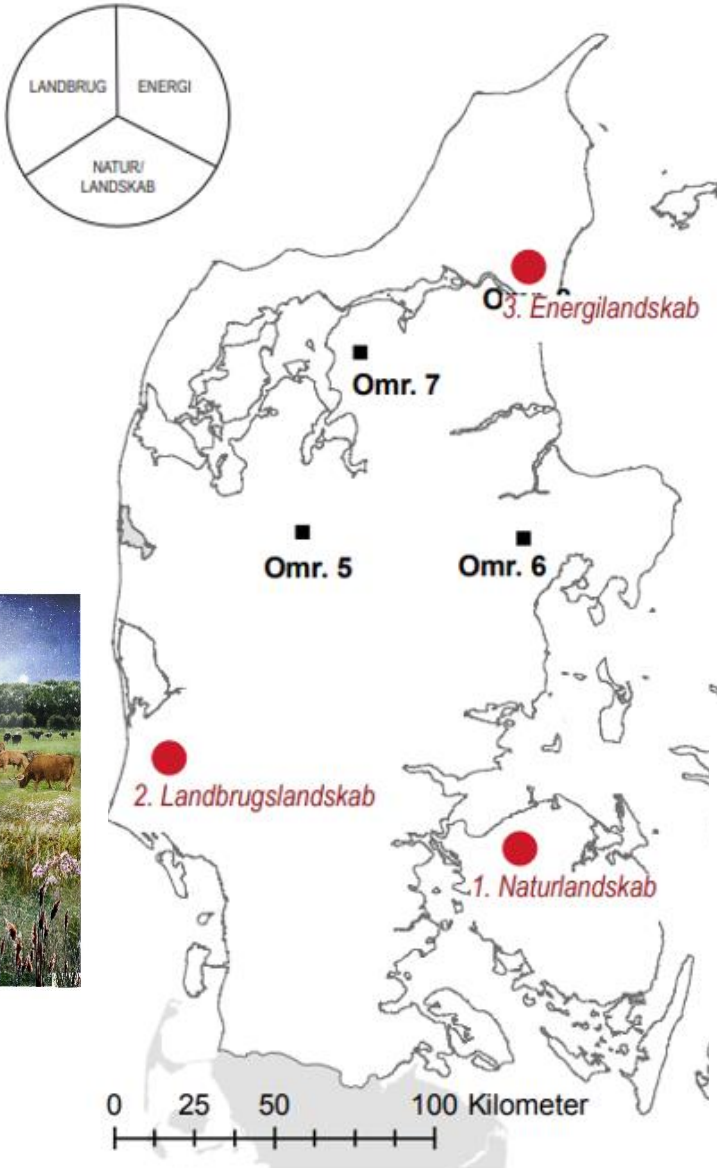 LANDBRUG
ENERGI
NATUR/
LANDSKAB
3. Energilandskab
Omr. 7
Omr. 5
Omr. 6
2. Landbrugslandskab
1. Naturlandskab
0 25 50 100 Kilometer